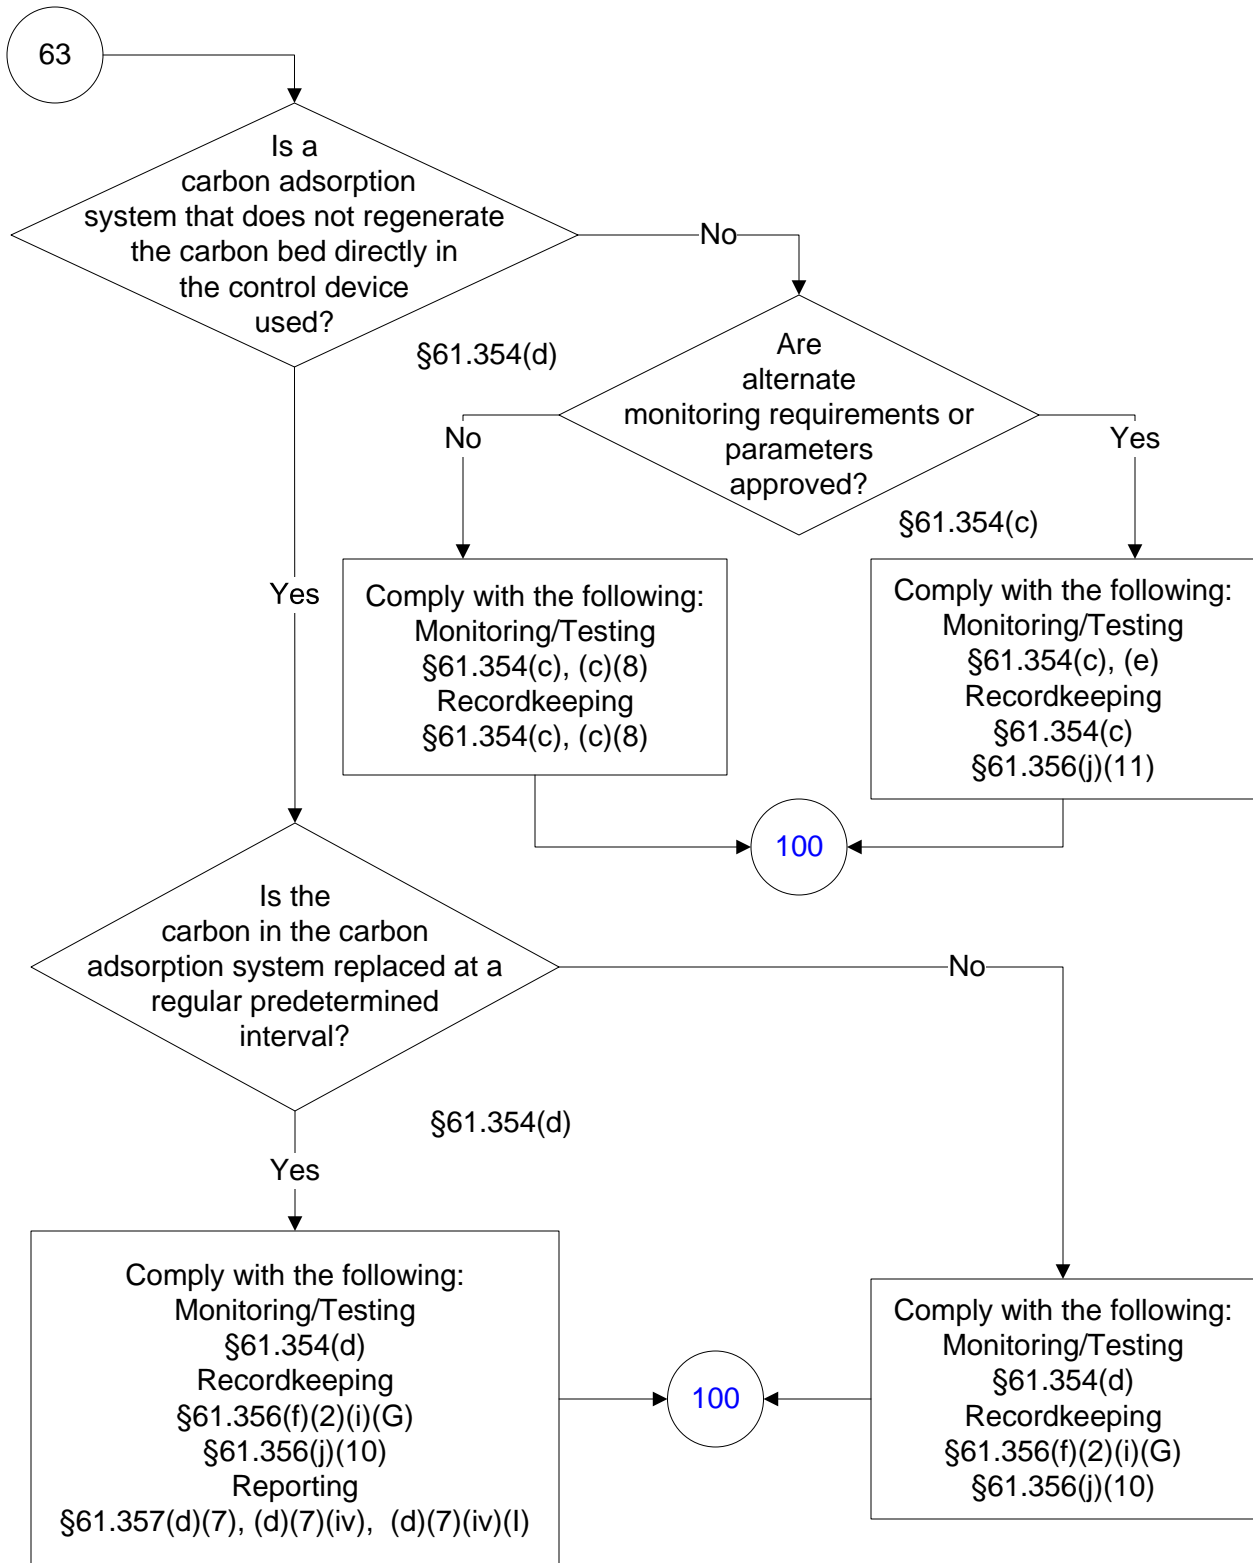 63
Is a
carbon adsorption
system that does not regenerate
the carbon bed directly in
the control device
used?
No
§61.354(d)
Are
alternate
monitoring requirements or
parameters
approved?
No
Yes
§61.354(c)
Yes
Comply with the following:
Monitoring/Testing
§61.354(c), (c)(8)
Recordkeeping
§61.354(c), (c)(8)
Comply with the following:
Monitoring/Testing
§61.354(c), (e)
Recordkeeping
§61.354(c)
§61.356(j)(11)
100
Is the
carbon in the carbon
adsorption system replaced at a
regular predetermined
interval?
No
§61.354(d)
Yes
Comply with the following:
Monitoring/Testing
§61.354(d)
Recordkeeping
§61.356(f)(2)(i)(G)
§61.356(j)(10)
Reporting
§61.357(d)(7), (d)(7)(iv), (d)(7)(iv)(I)
100
Comply with the following:
Monitoring/Testing
§61.354(d)
Recordkeeping
§61.356(f)(2)(i)(G)
§61.356(j)(10)